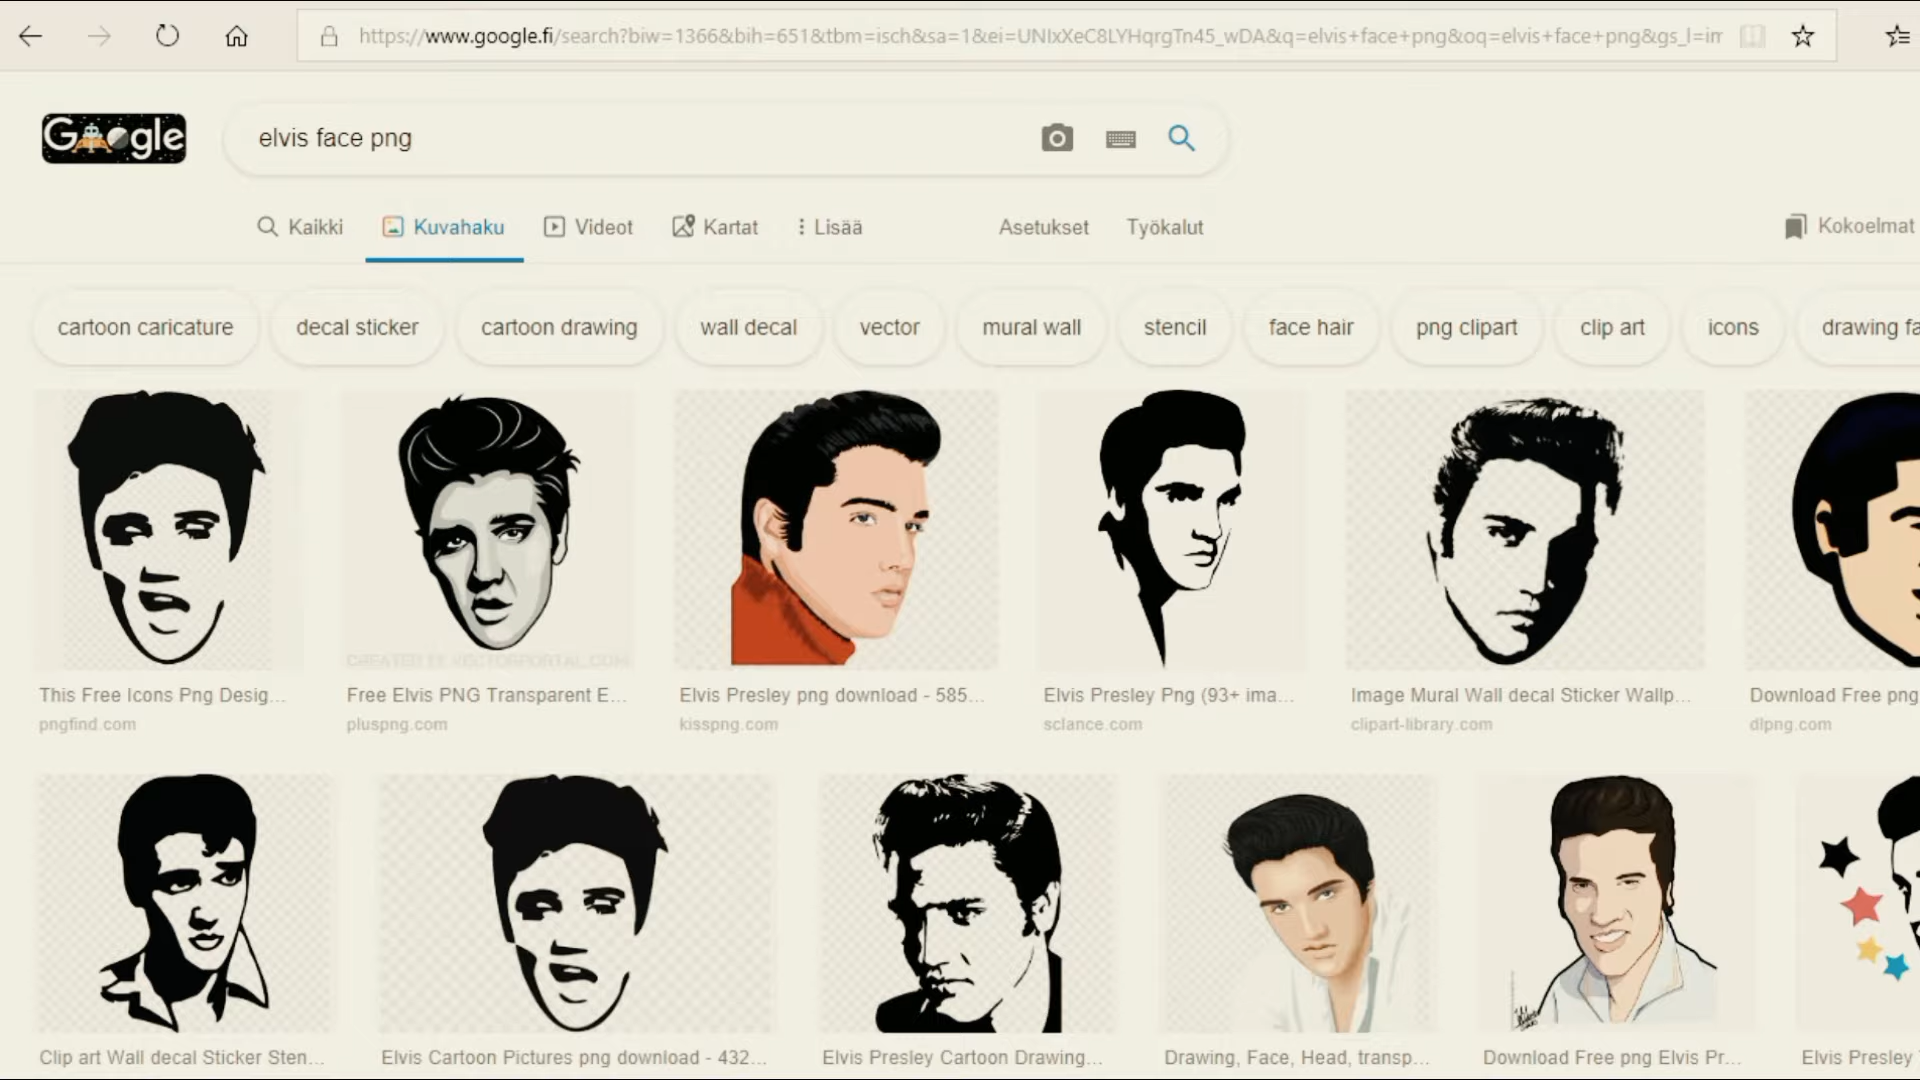 https://www.google.fi/search?biw=1366&bih=651&tbm=isch&sa=1&ei=UNIxXeC8LYHqrgTn45_wDA&q=elvis+face+png&oq=elvis+face+png&gs_l=im
Google
elvis face png
Kaikki Kuvahaku Videot Kartat Lisää Asetukset Työkalut Kokoelmat
cartoon caricature decal sticker cartoon drawing wall decal vector mural wall stencil face hair png clipart clip art icons drawing fa
CREATED BY VECTORPORTAL.COM
This Free Icons Png Desig... Free Elvis PNG Transparent E... Elvis Presley png download - 585... Elvis Presley Png (93+ ima... Image Mural Wall decal Sticker Wallp... Download Free png
pngfind.com pluspng.com kisspng.com sclance.com clipart-library.com dlpng.com
Clip art Wall decal Sticker Sten... Elvis Cartoon Pictures png download - 432... Elvis Presley Cartoon Drawing... Drawing, Face, Head, transp... Download Free png Elvis Pr... Elvis Presley